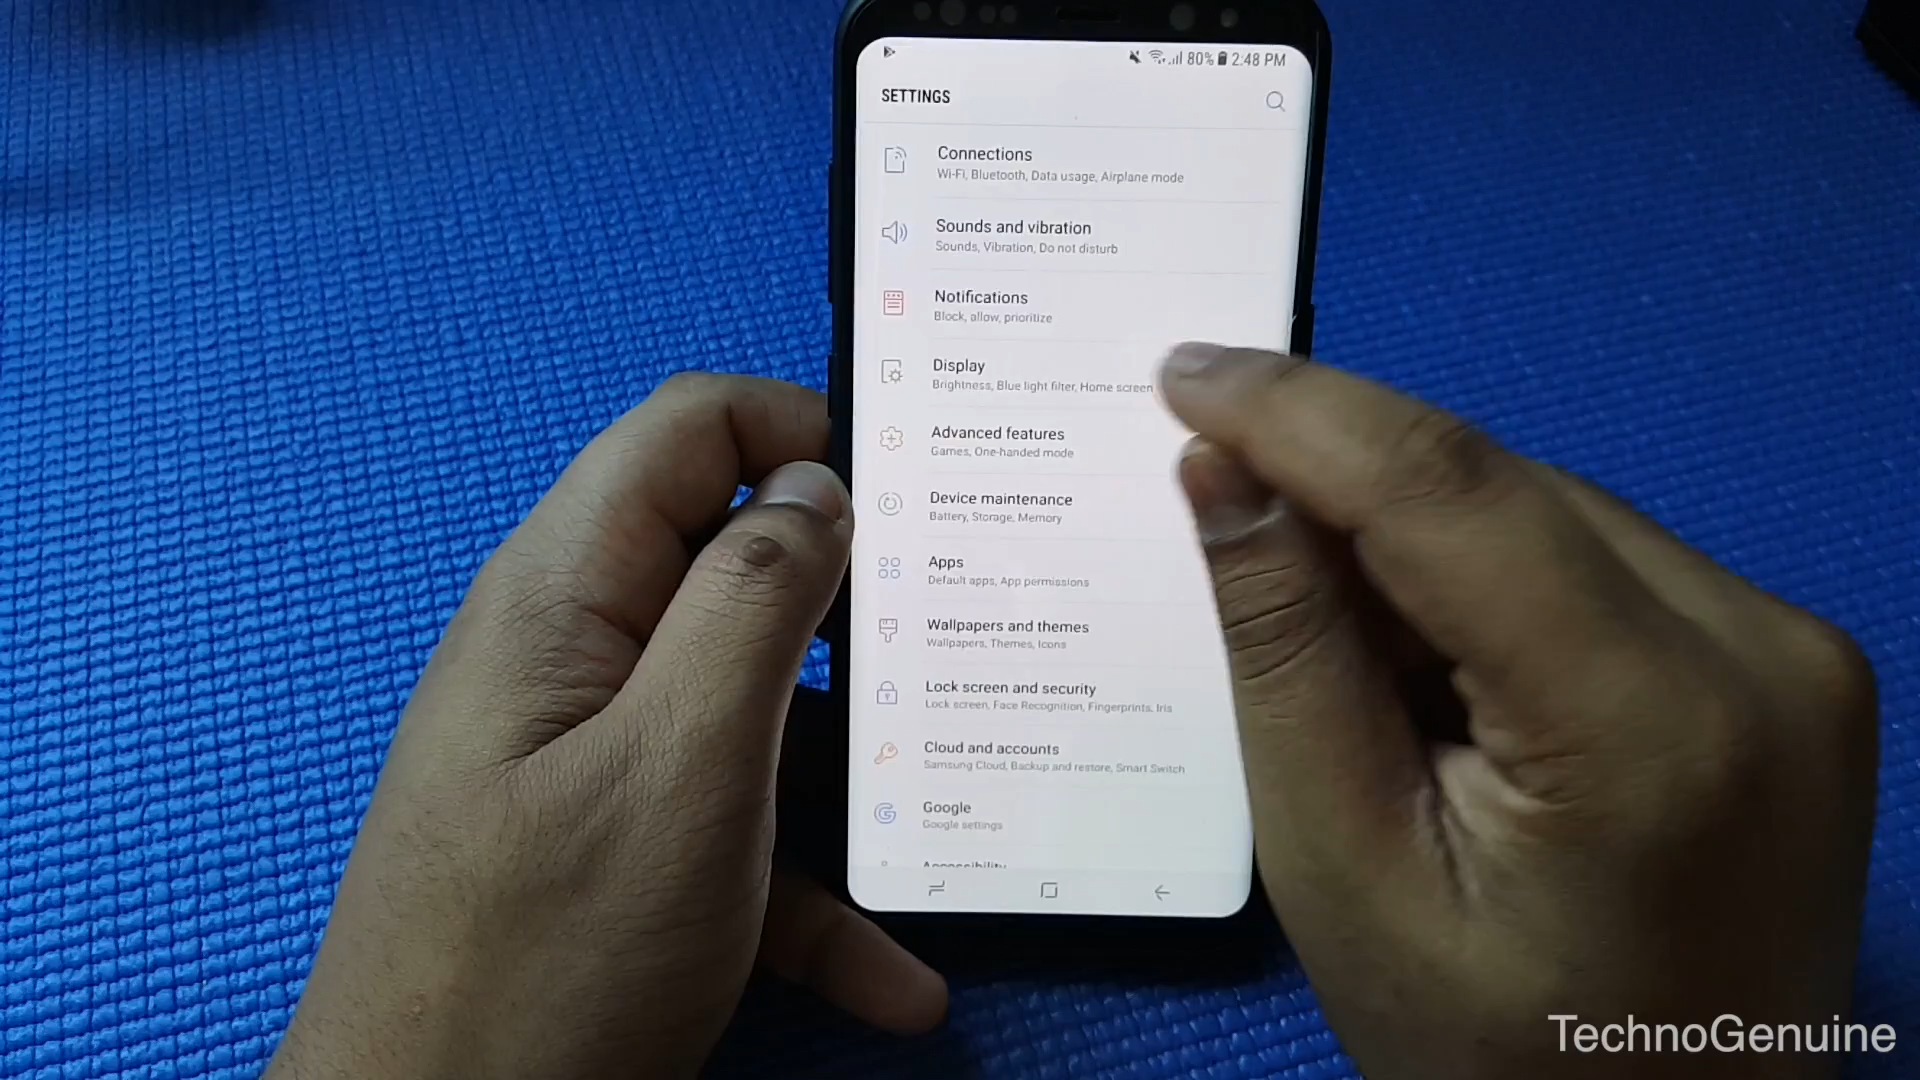 80% 2:48 PM
SETTINGS
Connections
Wi-Fi, Bluetooth, Data usage, Airplane mode
Sounds and vibration
Sounds, Vibration, Do not disturb
Notifications
Block, allow, prioritize
Display
Brightness, Blue light filter, Home screen
Advanced features
Games, One-handed mode
Device maintenance
Battery, Storage, Memory
Apps
Default apps, App permissions
Wallpapers and themes
Wallpapers, Themes, Icons
Lock screen and security
Lock screen, Face Recognition, Fingerprints, Iris
Cloud and accounts
Samsung Cloud, Backup and restore, Smart Switch
Google
Google settings
Accessibility
TechnoGenuine